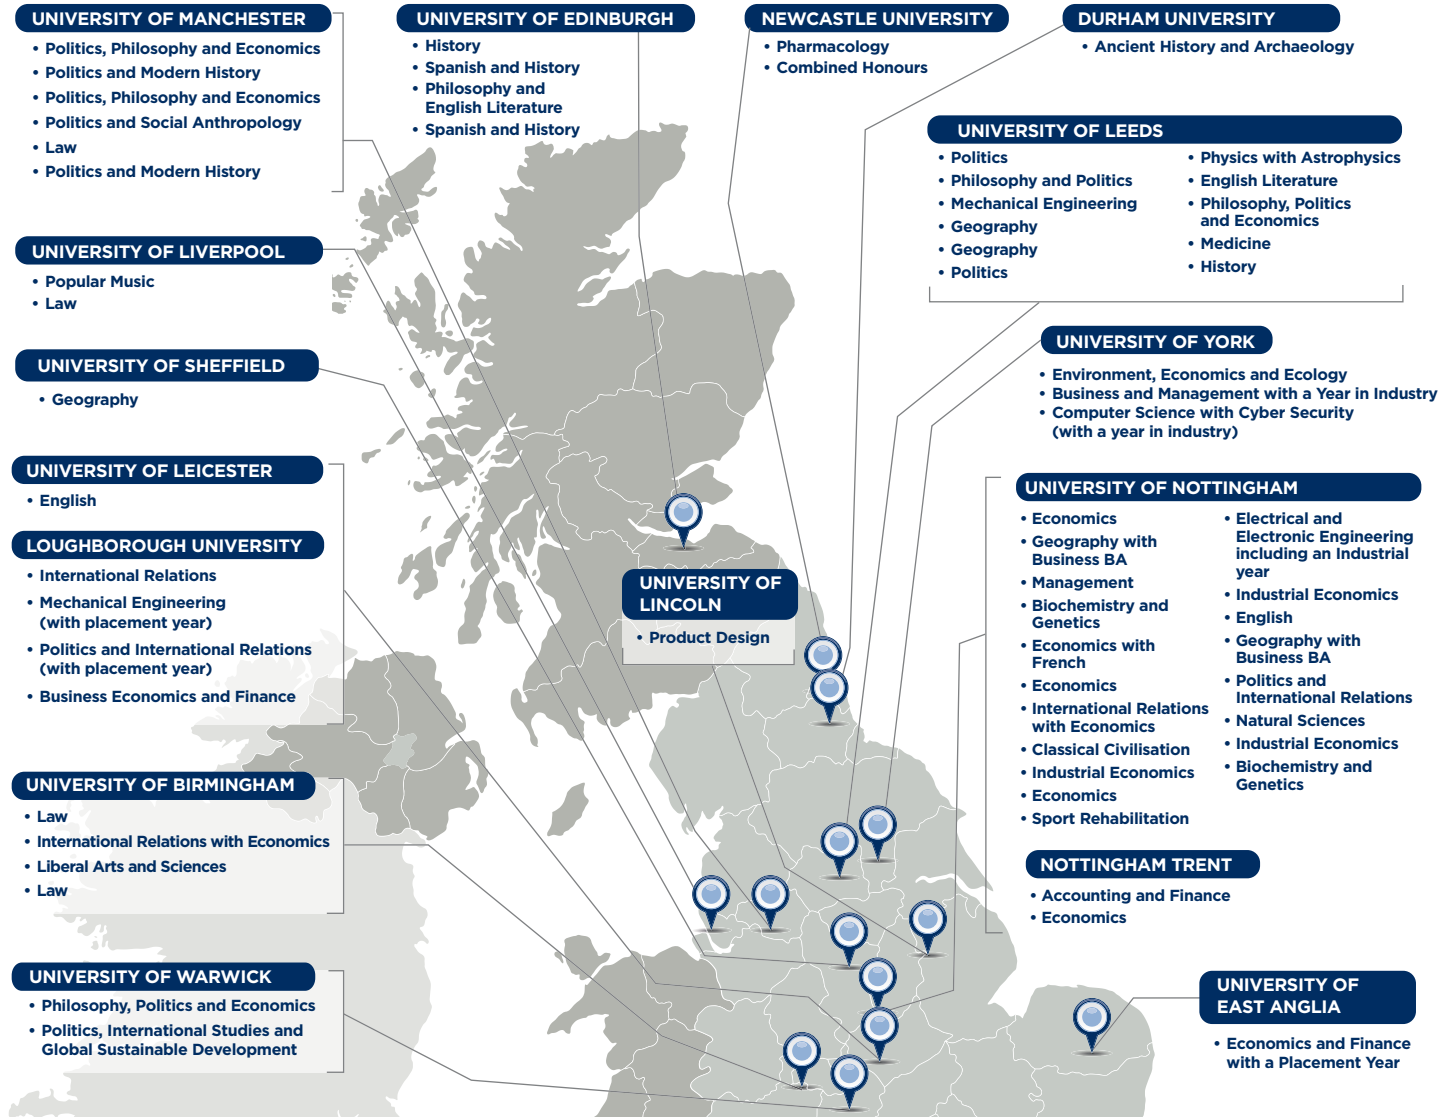 UNIVERSITY OF MANCHESTER
• Politics, Philosophy and Economics
• Politics and Modern History
• Politics, Philosophy and Economics
• Politics and Social Anthropology
• Law
• Politics and Modern History
UNIVERSITY OF EDINBURGH
• History
• Spanish and History
• Philosophy and
English Literature
• Spanish and History
NEWCASTLE UNIVERSITY
• Pharmacology
• Combined Honours
DURHAM UNIVERSITY
• Ancient History and Archaeology
UNIVERSITY OF LEEDS
• Politics
• Philosophy and Politics
• Mechanical Engineering
• Geography
• Geography
• Politics
• Physics with Astrophysics
• English Literature
• Philosophy, Politics
and Economics
• Medicine
• History
UNIVERSITY OF LIVERPOOL
• Popular Music
• Law
UNIVERSITY OF YORK
• Environment, Economics and Ecology
• Business and Management with a Year in Industry
• Computer Science with Cyber Security
(with a year in industry)
UNIVERSITY OF SHEFFIELD
• Geography
UNIVERSITY OF LEICESTER
• English
LOUGHBOROUGH UNIVERSITY
• International Relations
• Mechanical Engineering
(with placement year)
• Politics and International Relations
(with placement year)
• Business Economics and Finance
UNIVERSITY OF
LINCOLN
• Product Design
UNIVERSITY OF NOTTINGHAM
• Economics
• Geography with
Business BA
• Management
• Biochemistry and
Genetics
• Economics with
French
• Economics
• International Relations
with Economics
• Classical Civilisation
• Industrial Economics
• Economics
• Sport Rehabilitation
• Electrical and
Electronic Engineering
including an Industrial
year
• Industrial Economics
• English
• Geography with
Business BA
• Politics and
International Relations
• Natural Sciences
• Industrial Economics
• Biochemistry and
Genetics
UNIVERSITY OF BIRMINGHAM
• Law
• International Relations with Economics
• Liberal Arts and Sciences
• Law
NOTTINGHAM TRENT
• Accounting and Finance
• Economics
UNIVERSITY OF WARWICK
• Philosophy, Politics and Economics
• Politics, International Studies and
Global Sustainable Development
UNIVERSITY OF
EAST ANGLIA
• Economics and Finance
with a Placement Year